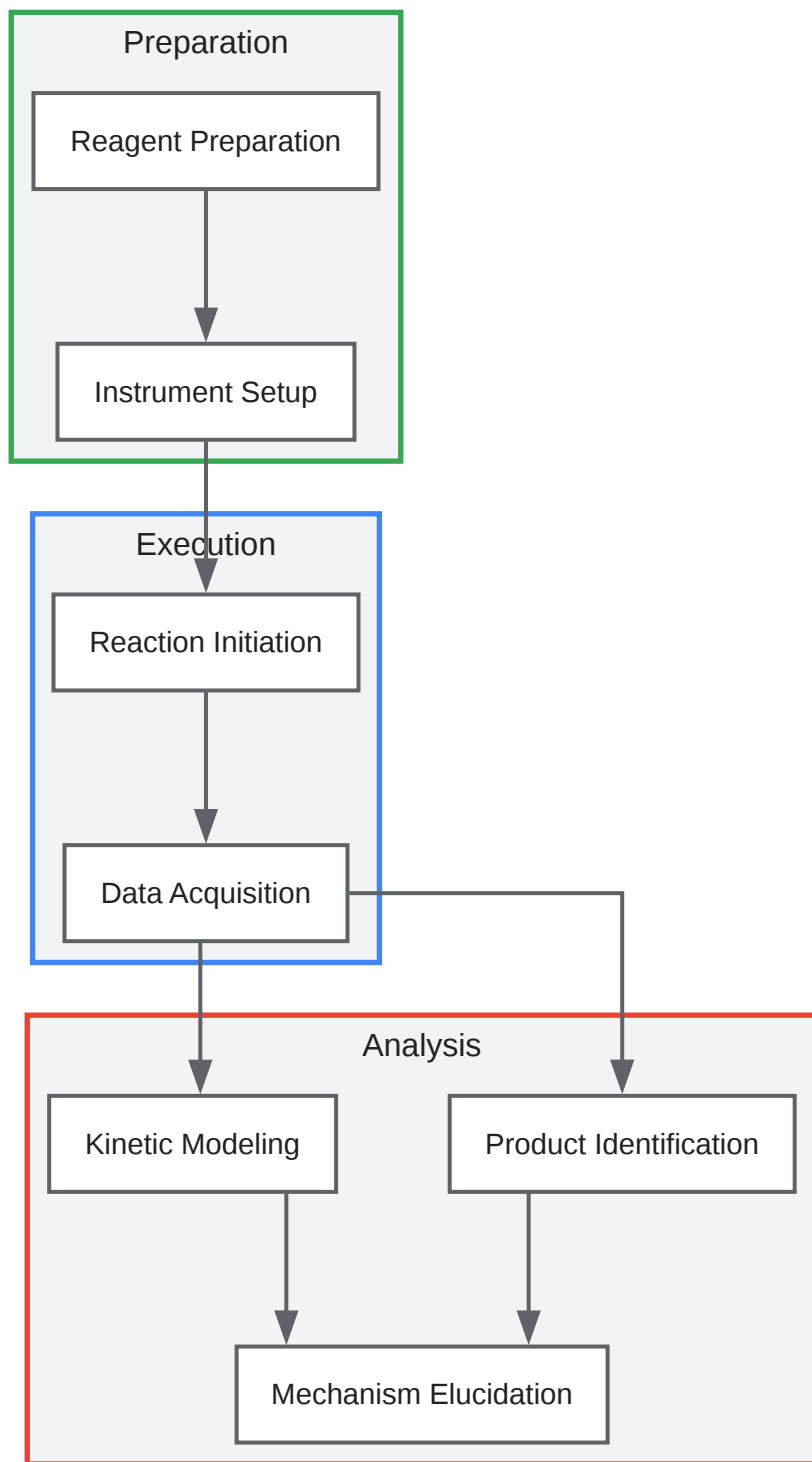 Preparation
Reagent Preparation
Instrument Setup
Execution
Reaction Initiation
Data Acquisition
Analysis
Kinetic Modeling
Product Identification
Mechanism Elucidation